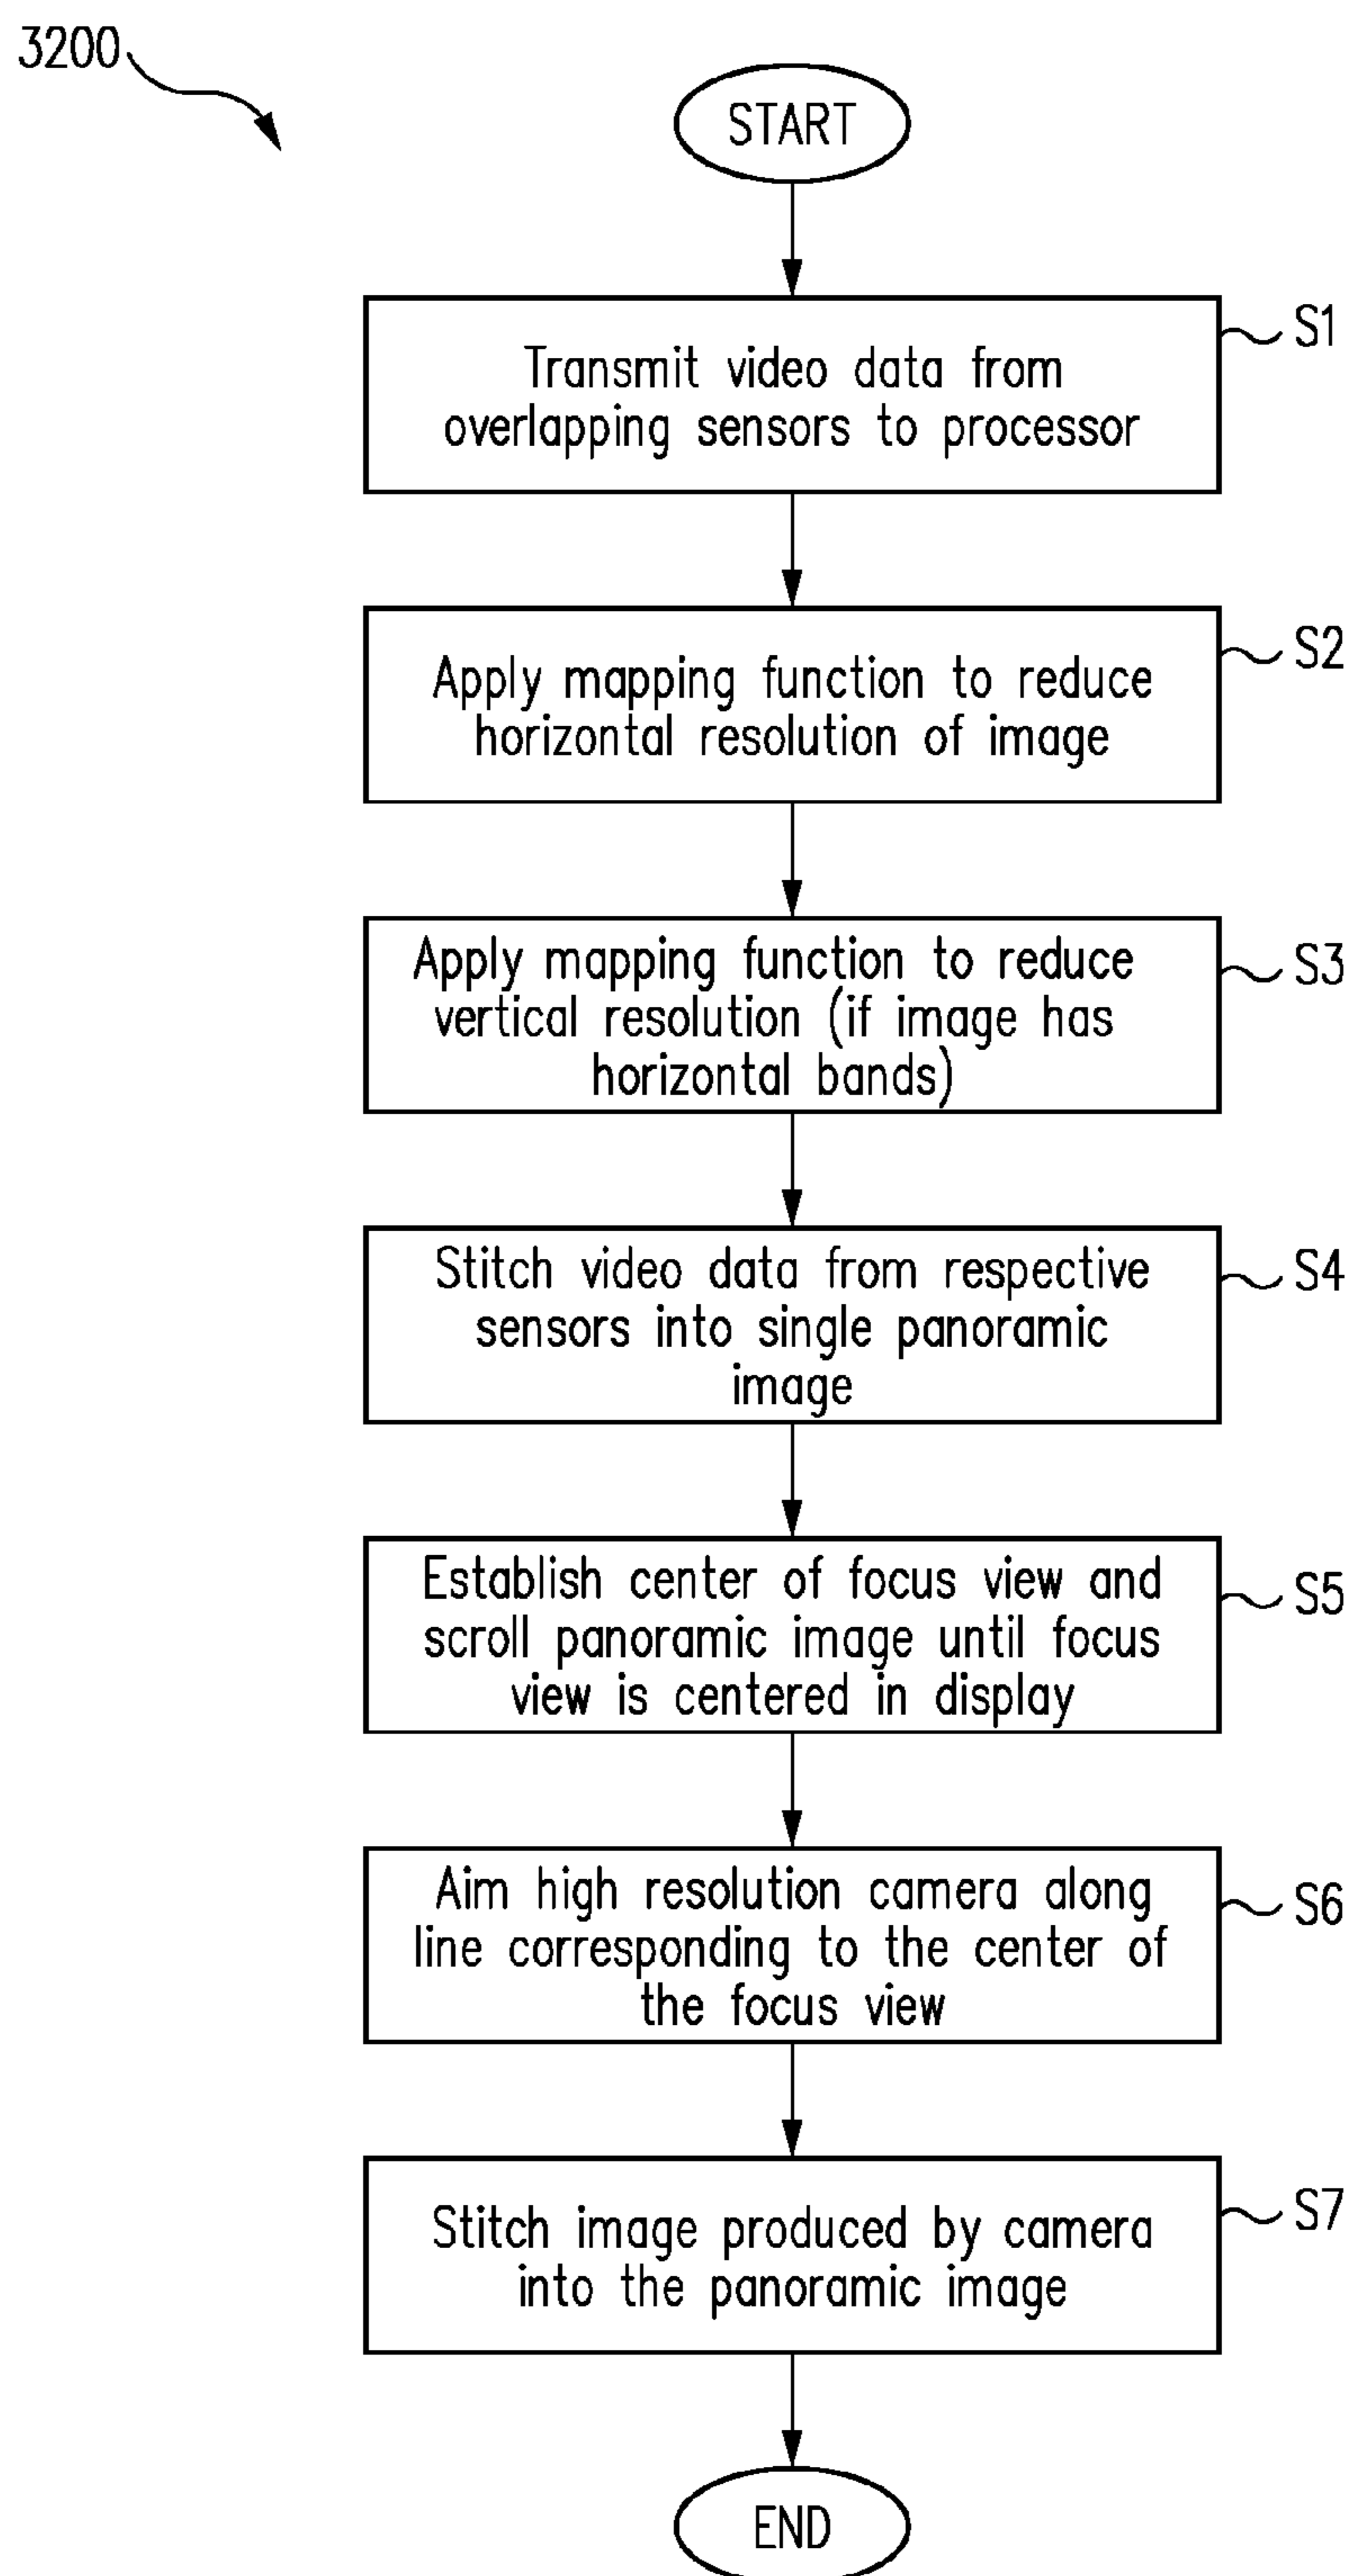 3200
START
S1
Transmit video data from
overlapping sensors to processor
S2
Apply mapping function to reduce
horizontal resolution of image
S3
Apply mapping function to reduce
vertical resolution (if image has
horizontal bands)
S4
Stitch video data from respective
sensors into single panoramic
image
S5
Establish center of focus view and
scroll panoramic image until focus
view is centered in display
S6
Aim high resolution camera along
line corresponding to the center of
the focus view
S7
Stitch image produced by camera
into the panoramic image
END